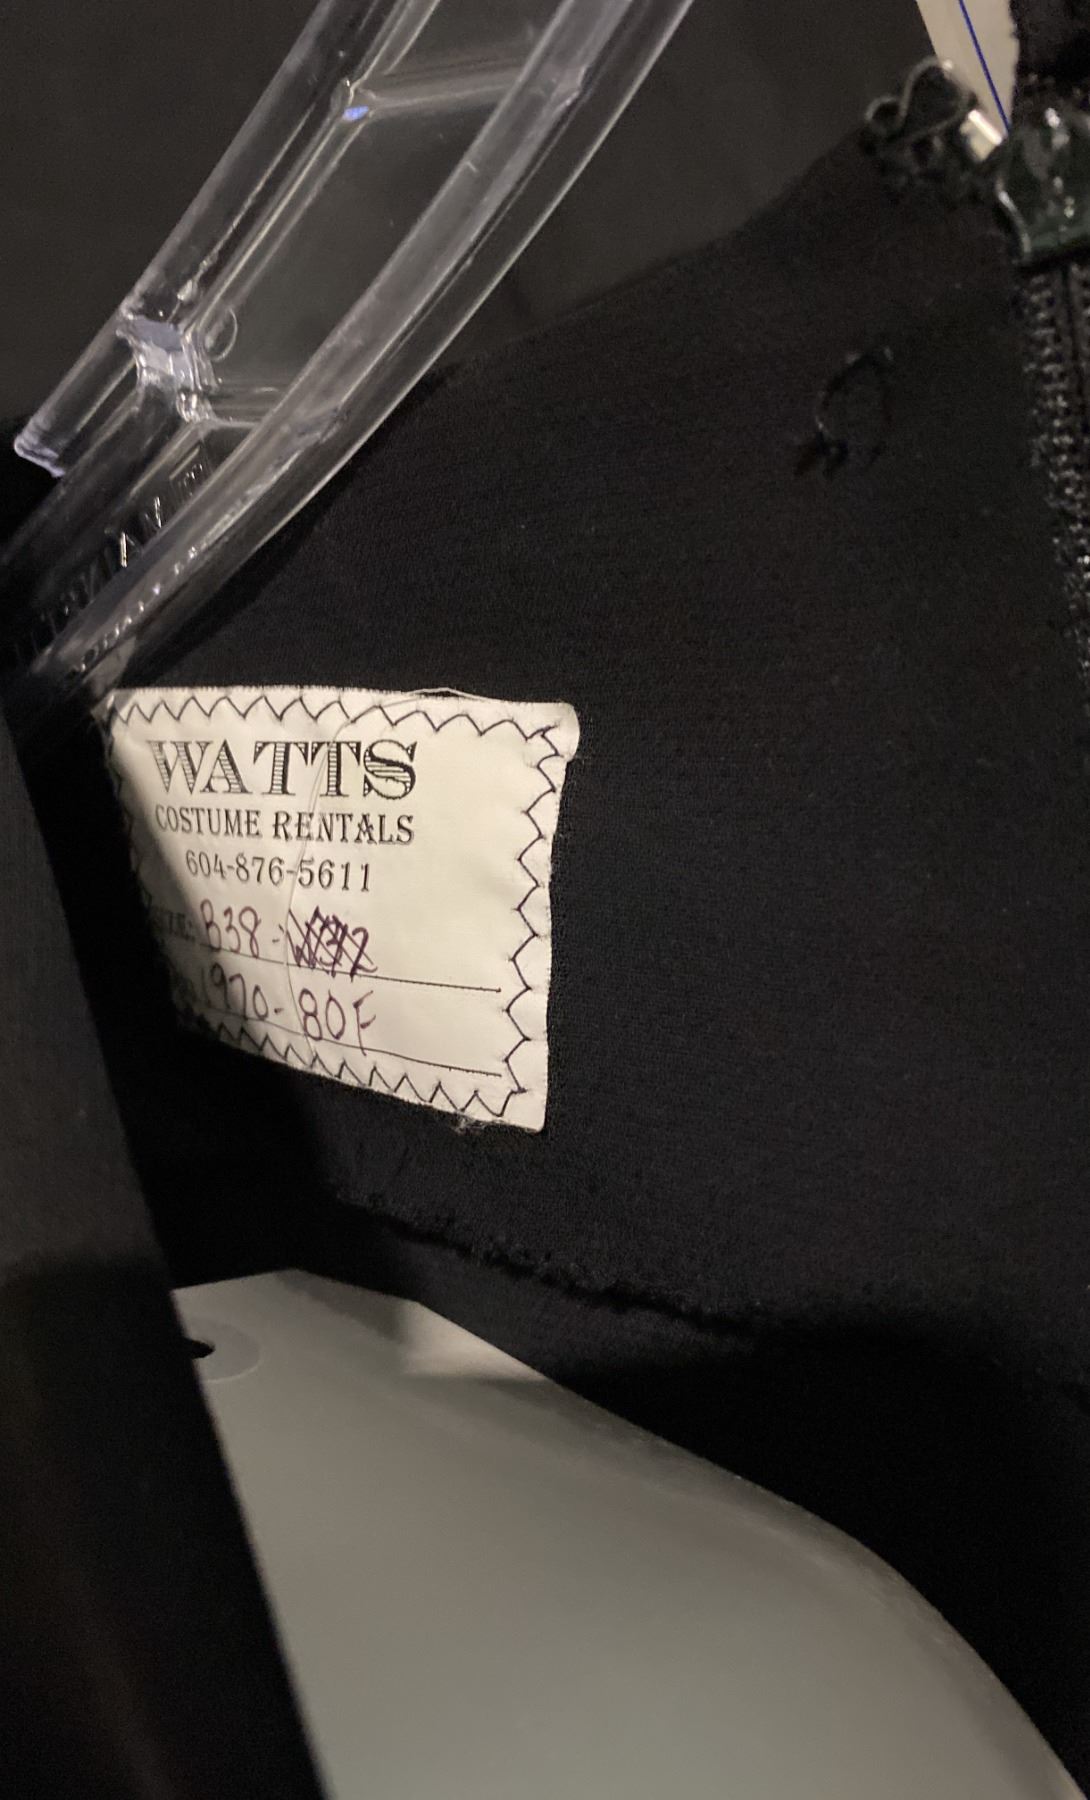 WATTS
COSTUME RENTALS
604-876-5611
B38-
1970-80F